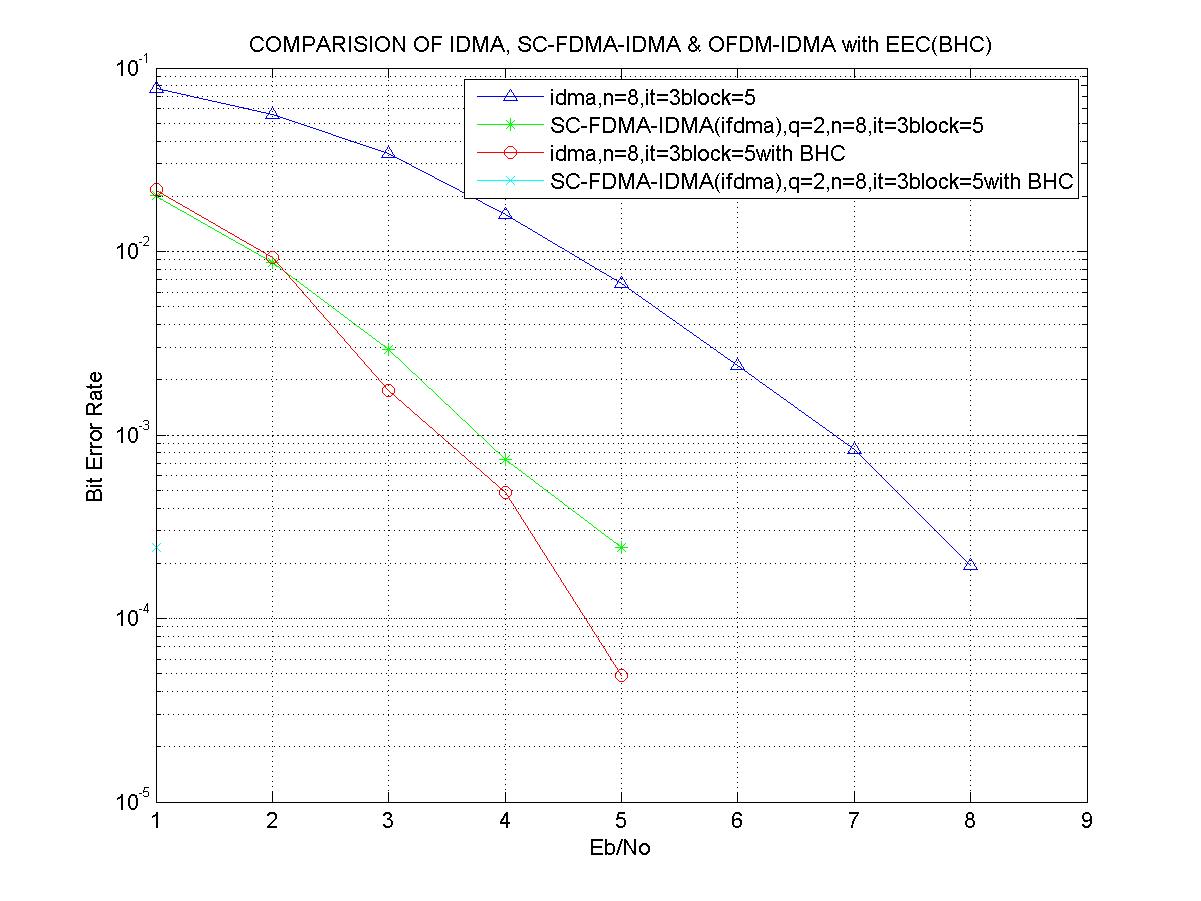 COMPARISION OF IDMA, SC-FDMA-IDMA & OFDM-IDMA with EEC(BHC)
idma,n=8,it=3block=5
SC-FDMA-IDMA(ifdma),q=2,n=8,it=3block=5
idma,n=8,it=3block=5with BHC
SC-FDMA-IDMA(ifdma),q=2,n=8,it=3block=5with BHC
Bit Error Rate
10^-1
10^-2
10^-3
10^-4
10^-5
1 2 3 4 5 6 7 8 9
Eb/No